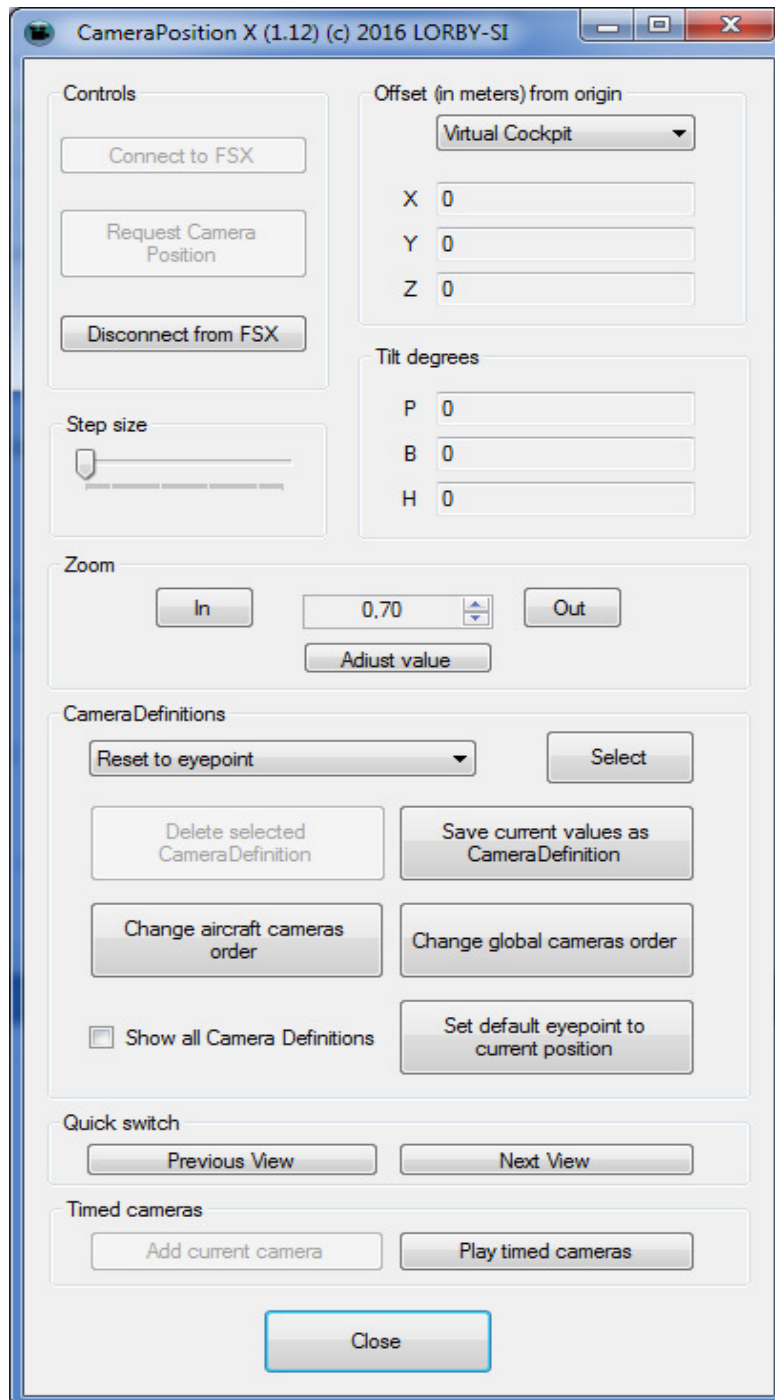 CameraPosition X (1.12) (c) 2016 LORBY-SI
Controls
Connect to FSX
Request Camera
Position
Disconnect from FSX
Offset (in meters) from origin
Virtual Cockpit
X 0
Y 0
Z 0
Step size
Tilt degrees
P 0
B 0
H 0
Zoom
In
0,70
Out
Adjust value
CameraDefinitions
Reset to eyepoint
Select
Delete selected
CameraDefinition
Save current values as
CameraDefinition
Change aircraft cameras
order
Change global cameras order
Show all Camera Definitions
Set default eyepoint to
current position
Quick switch
Previous View
Next View
Timed cameras
Add current camera
Play timed cameras
Close